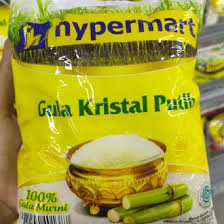 hypermart
Gula Kristal Putih
100%
Gula Murni